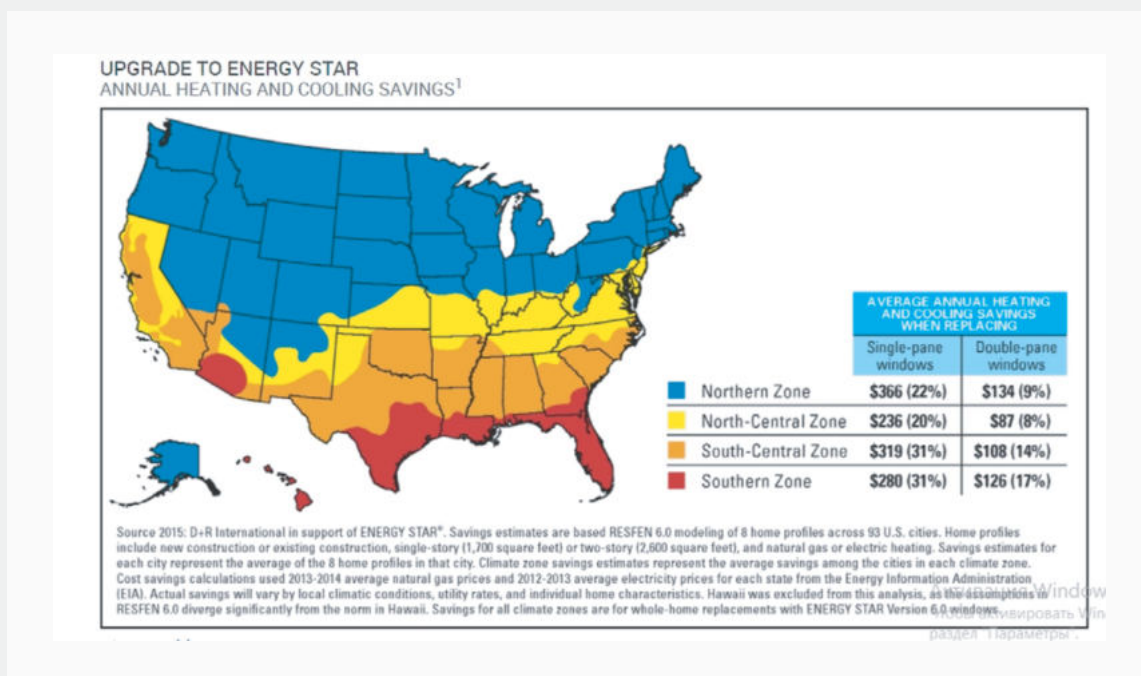 UPGRADE TO ENERGY STAR
ANNUAL HEATING AND COOLING SAVINGS1
AVERAGE ANNUAL HEATING
AND COOLING SAVINGS
WHEN REPLACING
Single-pane windows
Double-pane windows
Northern Zone $366 (22%) $134 (9%)
North-Central Zone $236 (20%) $87 (8%)
South-Central Zone $319 (31%) $108 (14%)
Southern Zone $280 (31%) $126 (17%)
Source 2015: D+R International in support of ENERGY STAR®. Savings estimates are based RESFEN 6.0 modeling of 8 home profiles across 93 U.S. cities. Home profiles
include new construction or existing construction, single-story (1,700 square feet) or two-story (2,600 square feet), and natural gas or electric heating. Savings estimates for
each city represent the average of the 8 home profiles in that city. Climate zone savings estimates represent the average savings among the cities in each climate zone.
Cost savings calculations used 2013-2014 average natural gas prices and 2012-2013 average electricity prices for each state from the Energy Information Administration
(EIA). Actual savings will vary by local climatic conditions, utility rates, and individual home characteristics. Hawaii was excluded from this analysis, as the assumptions in
RESFEN 6.0 diverge significantly from the norm in Hawaii. Savings for all climate zones are for whole-home replacements with ENERGY STAR Version 6.0 windows.
Window
активировать Win
раздел "Параметры".